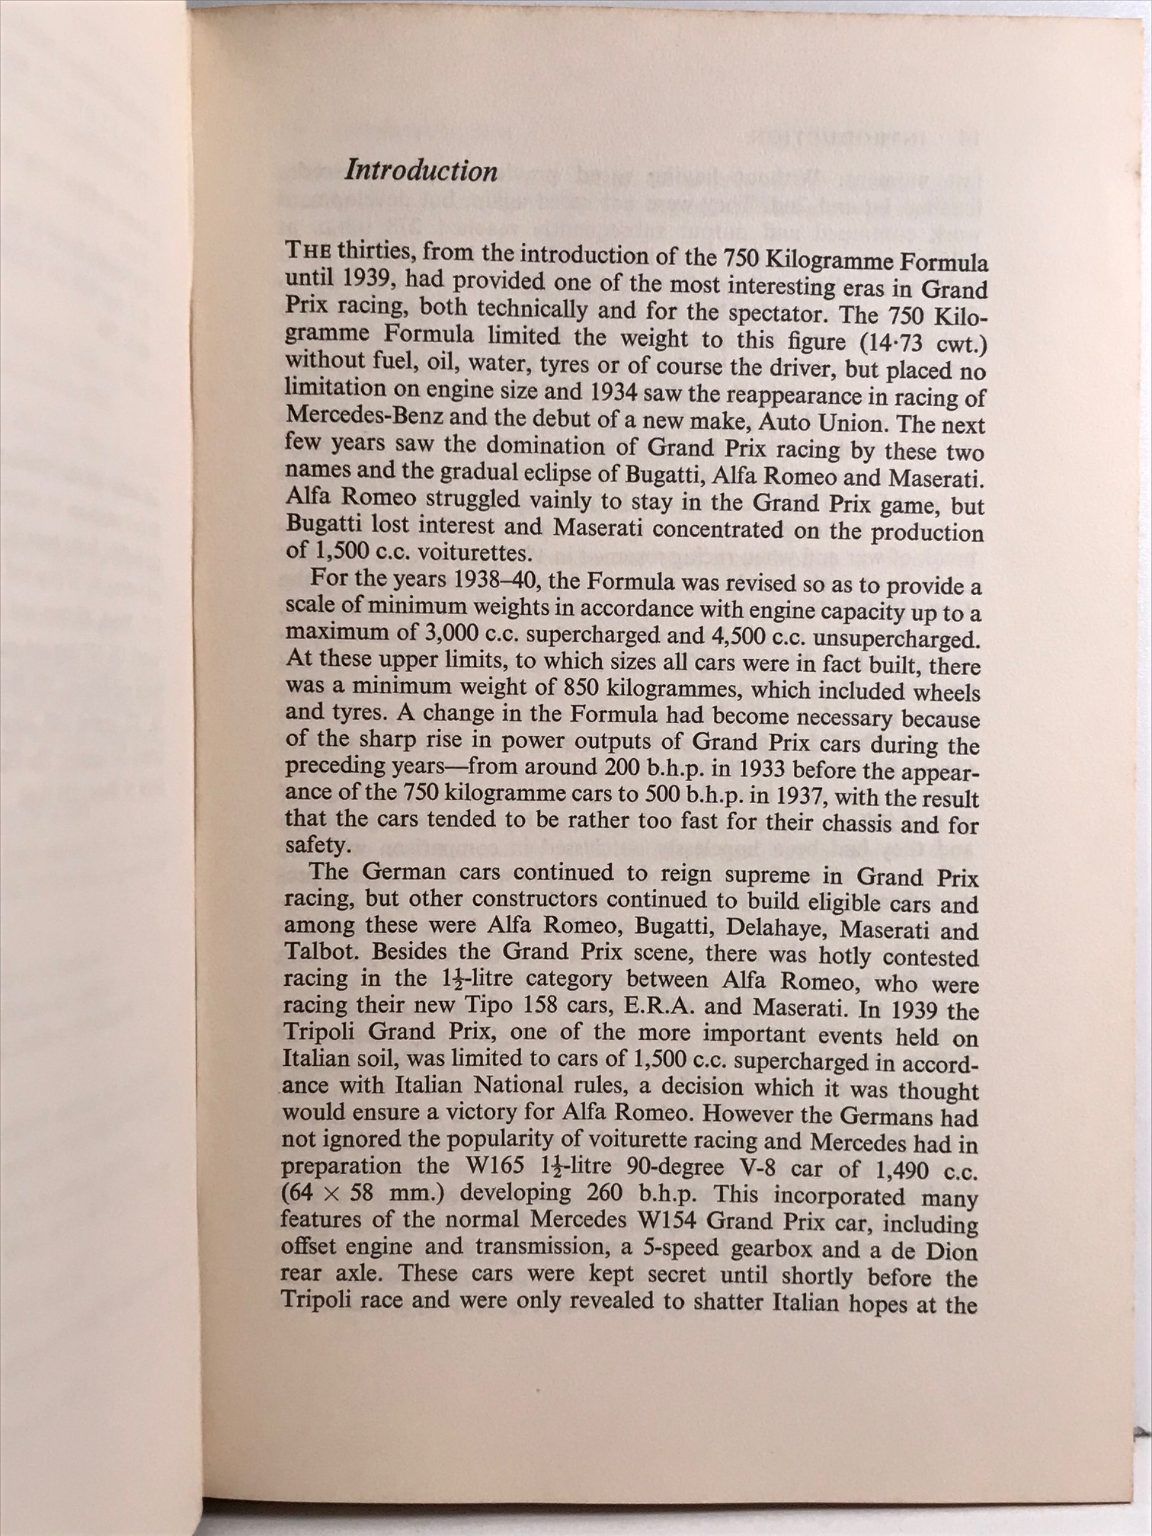 Introduction
THE thirties, from the introduction of the 750 Kilogramme Formula
until 1939, had provided one of the most interesting eras in Grand
Prix racing, both technically and for the spectator. The 750 Kilo-
gramme Formula limited the weight to this figure (14·73 cwt.)
without fuel, oil, water, tyres or of course the driver, but placed no
limitation on engine size and 1934 saw the reappearance in racing of
Mercedes-Benz and the debut of a new make, Auto Union. The next
few years saw the domination of Grand Prix racing by these two
names and the gradual eclipse of Bugatti, Alfa Romeo and Maserati.
Alfa Romeo struggled vainly to stay in the Grand Prix game, but
Bugatti lost interest and Maserati concentrated on the production
of 1,500 c.c. voiturettes.
For the years 1938–40, the Formula was revised so as to provide a
scale of minimum weights in accordance with engine capacity up to a
maximum of 3,000 c.c. supercharged and 4,500 c.c. unsupercharged.
At these upper limits, to which sizes all cars were in fact built, there
was a minimum weight of 850 kilogrammes, which included wheels
and tyres. A change in the Formula had become necessary because
of the sharp rise in power outputs of Grand Prix cars during the
preceding years—from around 200 b.h.p. in 1933 before the appear-
ance of the 750 kilogramme cars to 500 b.h.p. in 1937, with the result
that the cars tended to be rather too fast for their chassis and for
safety.
The German cars continued to reign supreme in Grand Prix
racing, but other constructors continued to build eligible cars and
among these were Alfa Romeo, Bugatti, Delahaye, Maserati and
Talbot. Besides the Grand Prix scene, there was hotly contested
racing in the 1½-litre category between Alfa Romeo, who were
racing their new Tipo 158 cars, E.R.A. and Maserati. In 1939 the
Tripoli Grand Prix, one of the more important events held on
Italian soil, was limited to cars of 1,500 c.c. supercharged in accord-
ance with Italian National rules, a decision which it was thought
would ensure a victory for Alfa Romeo. However the Germans had
not ignored the popularity of voiturette racing and Mercedes had in
preparation the W165 1½-litre 90-degree V-8 car of 1,490 c.c.
(64 × 58 mm.) developing 260 b.h.p. This incorporated many
features of the normal Mercedes W154 Grand Prix car, including
offset engine and transmission, a 5-speed gearbox and a de Dion
rear axle. These cars were kept secret until shortly before the
Tripoli race and were only revealed to shatter Italian hopes at the